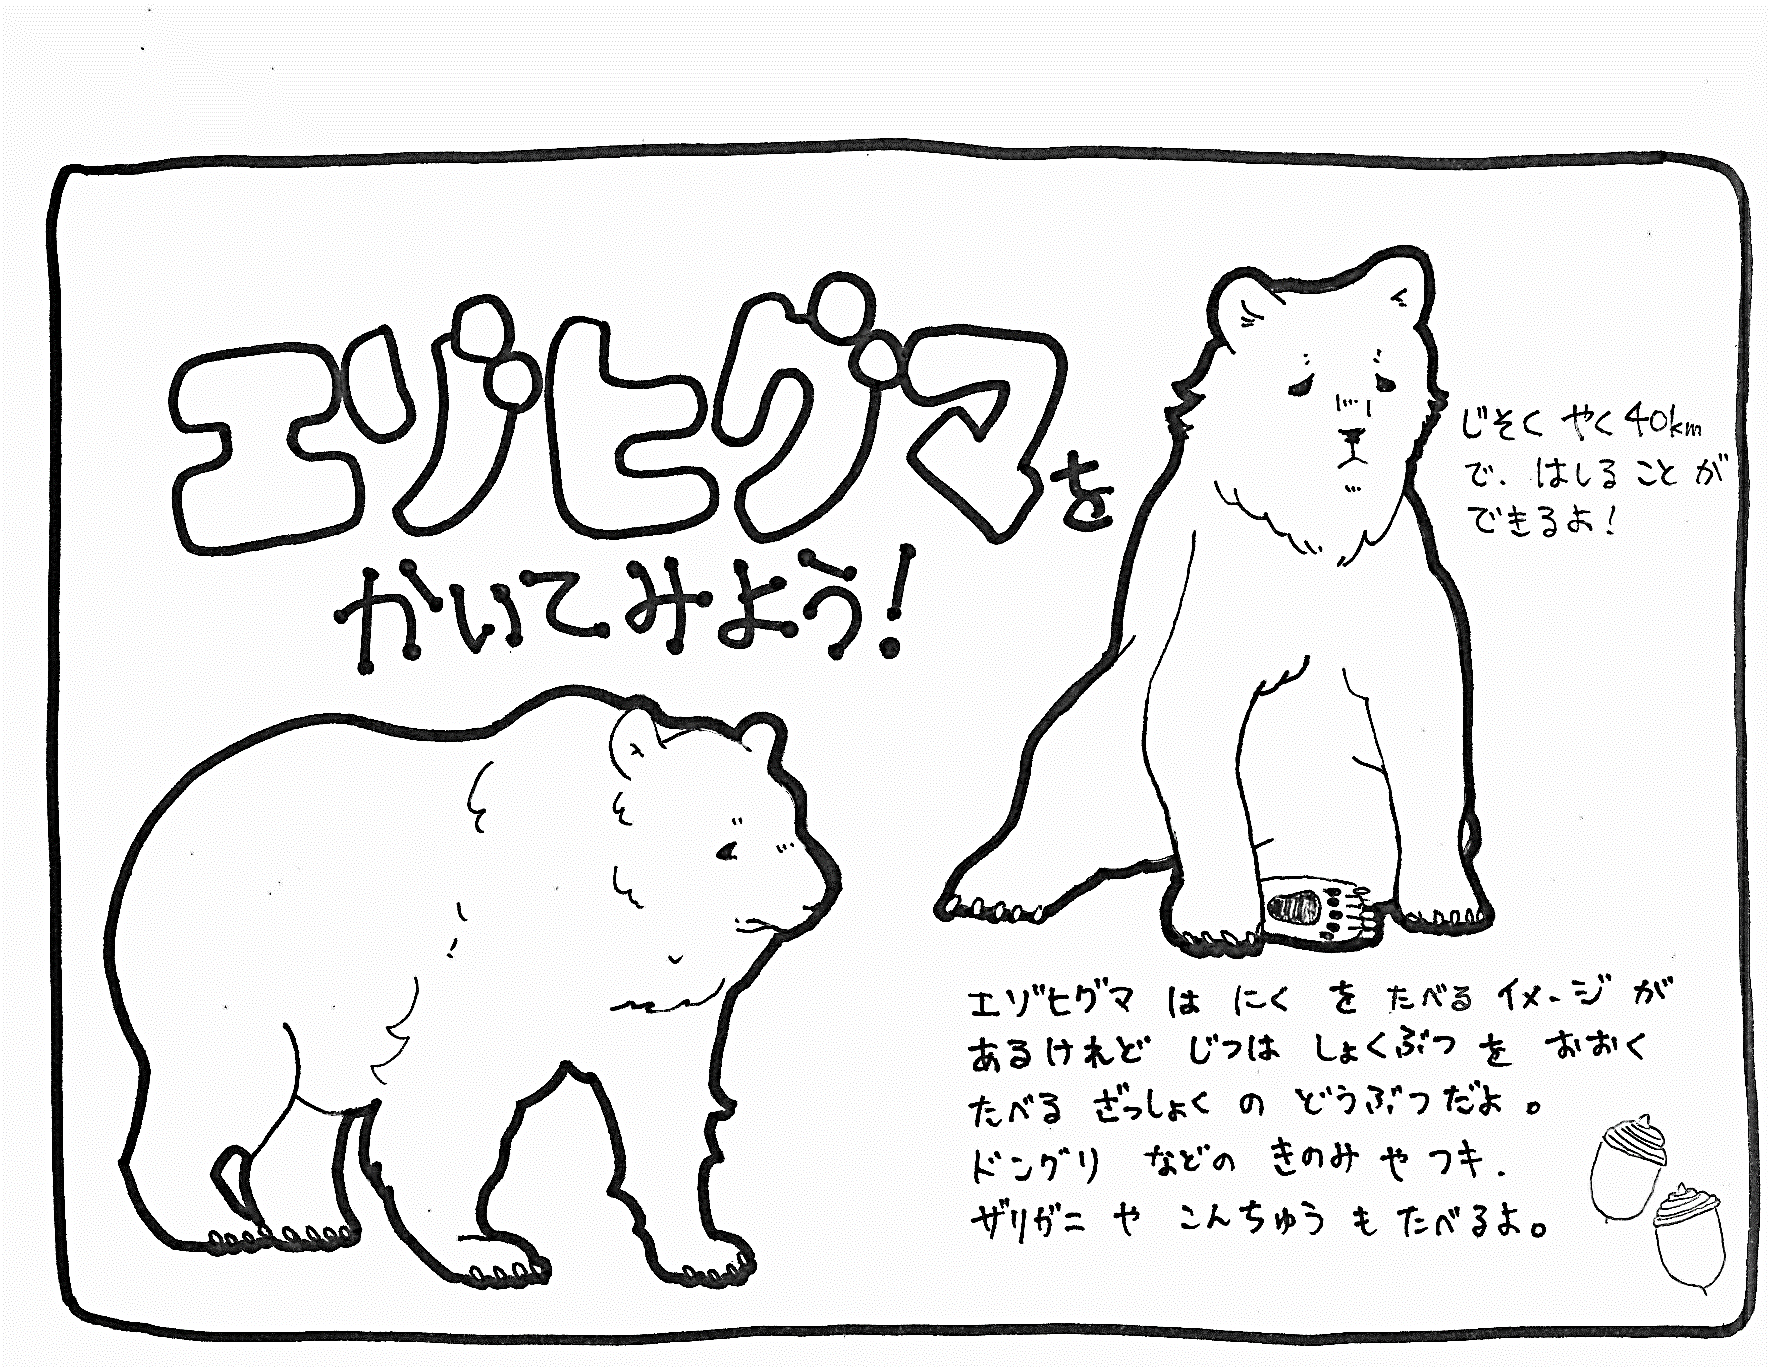 エゾヒグマを
かいてみよう!
じそく やく40km
で、はしる ことが
できるよ!
エゾヒグマ は にく を たべる イメージ が
あるけれど じつは しょくぶつ を おおく
たべる ざっしょく の どうぶつだよ。
ドングリ などの きのみ や フキ、
ザリガニ や こんちゅう も たべるよ。